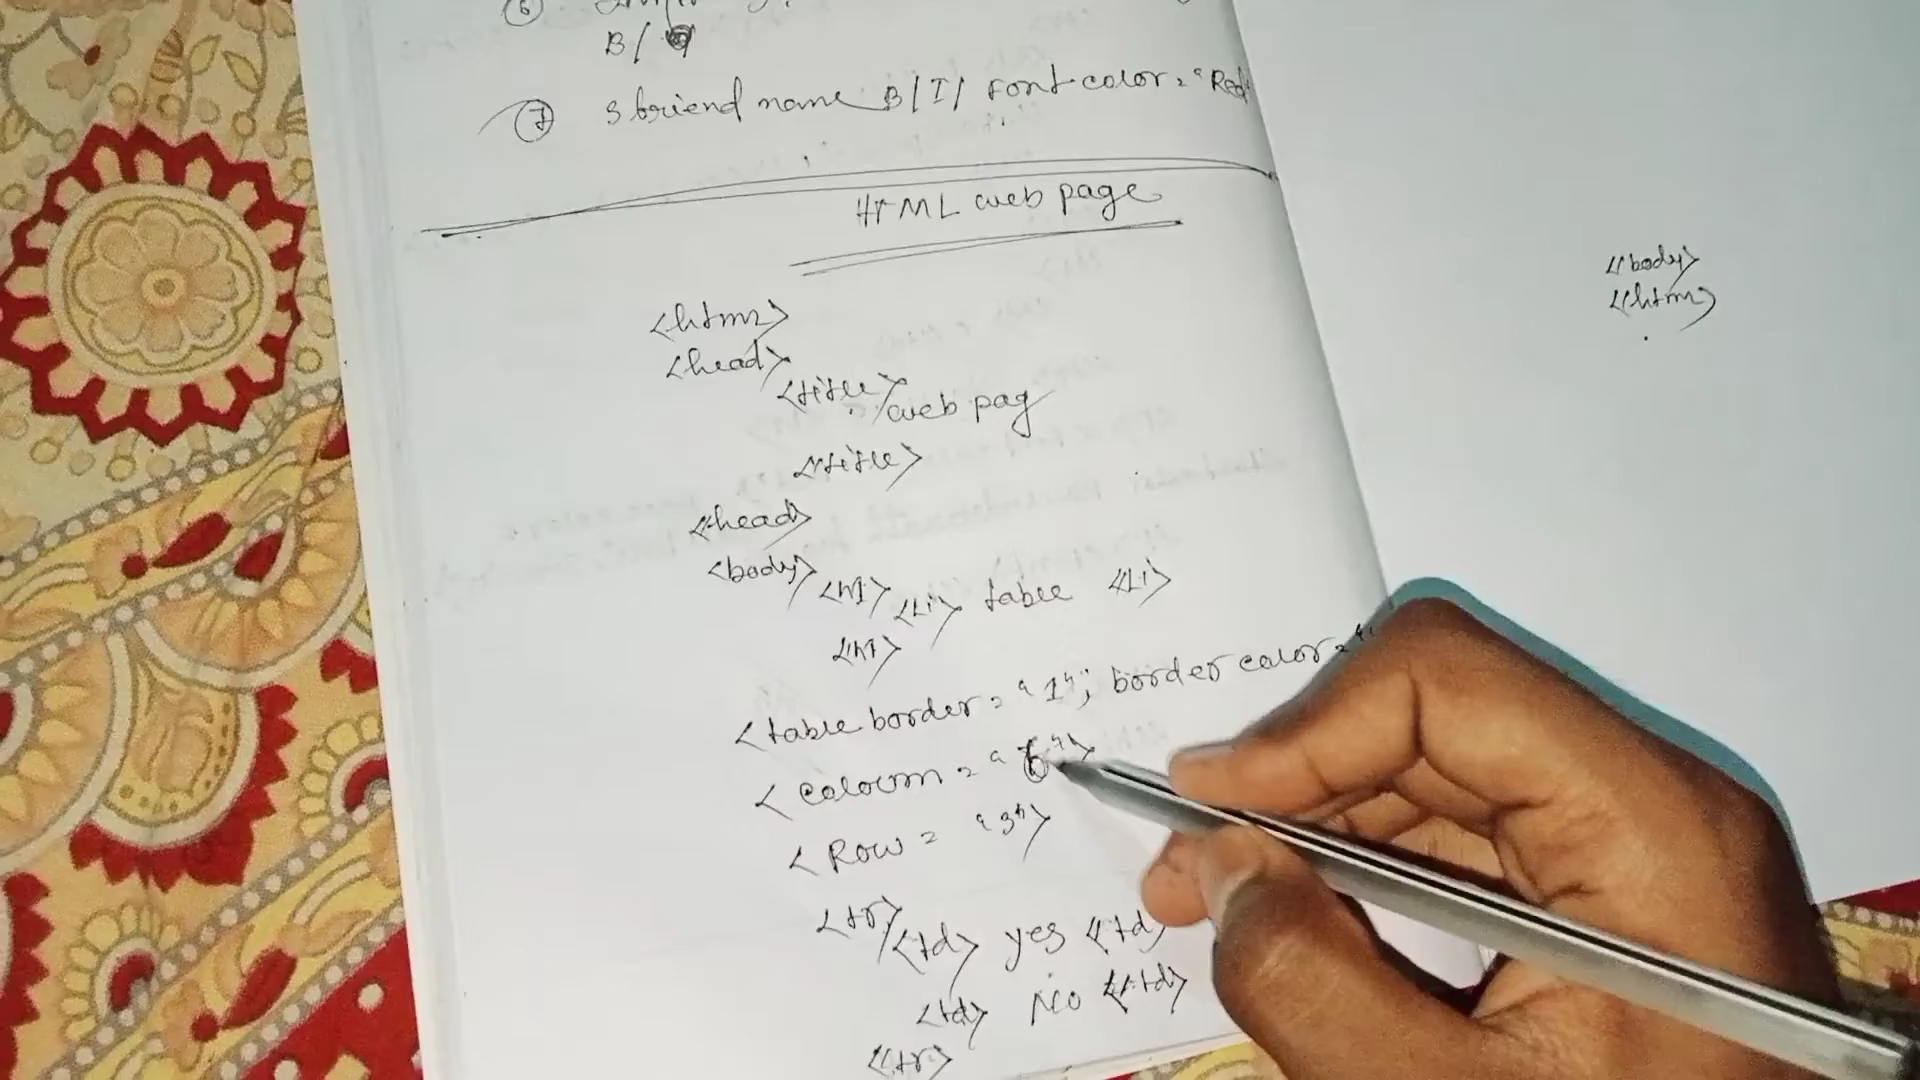 B/
7 3 friend name B/I/ Font color = "Red"
HTML web page
<html>
<head>
<title> web pag
</title>
</head>
<body> <h1> <Li> table </Li>
</h1>
<table border = "1"; border color = "
<coloum = "6">
<Row = "3">
<tr> <td> yes </td>
<td> No </td>
</tr>
</body>
</html>